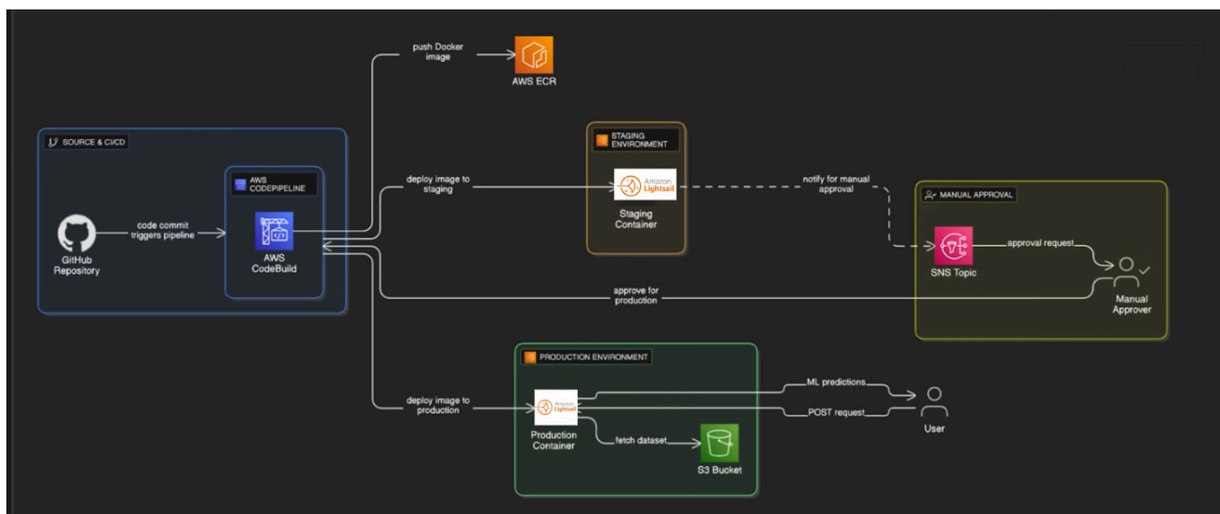 push Docker
image
AWS ECR
SOURCE & CI/CD
STAGING
ENVIRONMENT
AWS
CODEPIPELINE
deploy image to
staging
Amazon
Lightsail
notify for manual
approval
MANUAL APPROVAL
code commit
triggers pipeline
Staging
Container
GitHub
Repository
AWS
CodeBuild
approval request
SNS Topic
approve for
production
Manual
Approver
PRODUCTION ENVIRONMENT
ML predictions
deploy image to
production
Amazon
Lightsail
POST request
User
Production
Container
fetch dataset
S3 Bucket